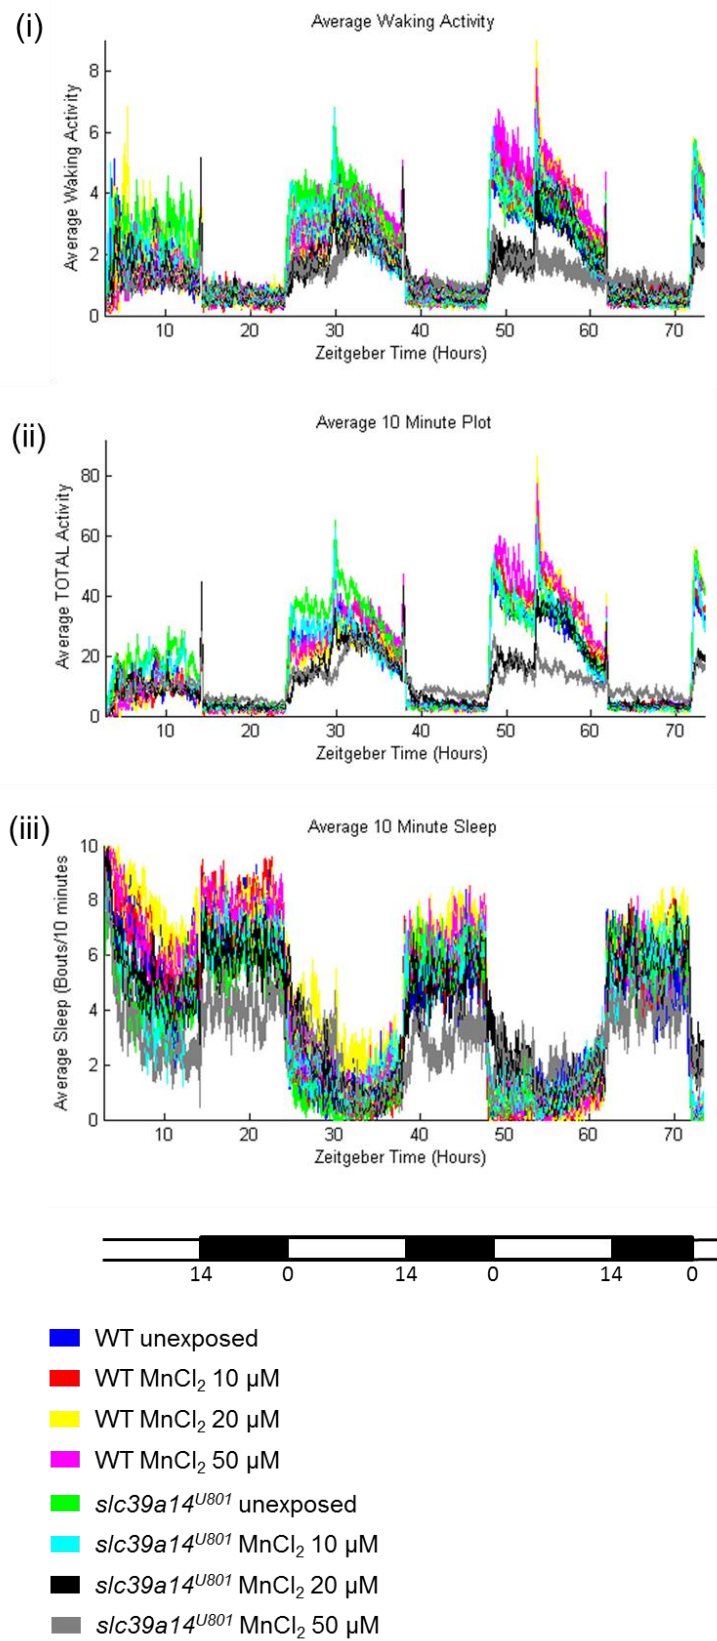 (i)
Average Waking Activity
Average Waking Activity
8
6
4
2
0
10 20 30 40 50 60 70
Zeitgeber Time (Hours)
(ii)
Average 10 Minute Plot
Average TOTAL Activity
80
60
40
20
0
10 20 30 40 50 60 70
Zeitgeber Time (Hours)
(iii)
Average 10 Minute Sleep
Average Sleep (Bouts/10 minutes
10
8
6
4
2
0
10 20 30 40 50 60 70
Zeitgeber Time (Hours)
14 0 14 0 14 0
WT unexposed
WT MnCl₂ 10 µM
WT MnCl₂ 20 µM
WT MnCl₂ 50 µM
slc39a14ᵁ⁸⁰¹ unexposed
slc39a14ᵁ⁸⁰¹ MnCl₂ 10 µM
slc39a14ᵁ⁸⁰¹ MnCl₂ 20 µM
slc39a14ᵁ⁸⁰¹ MnCl₂ 50 µM